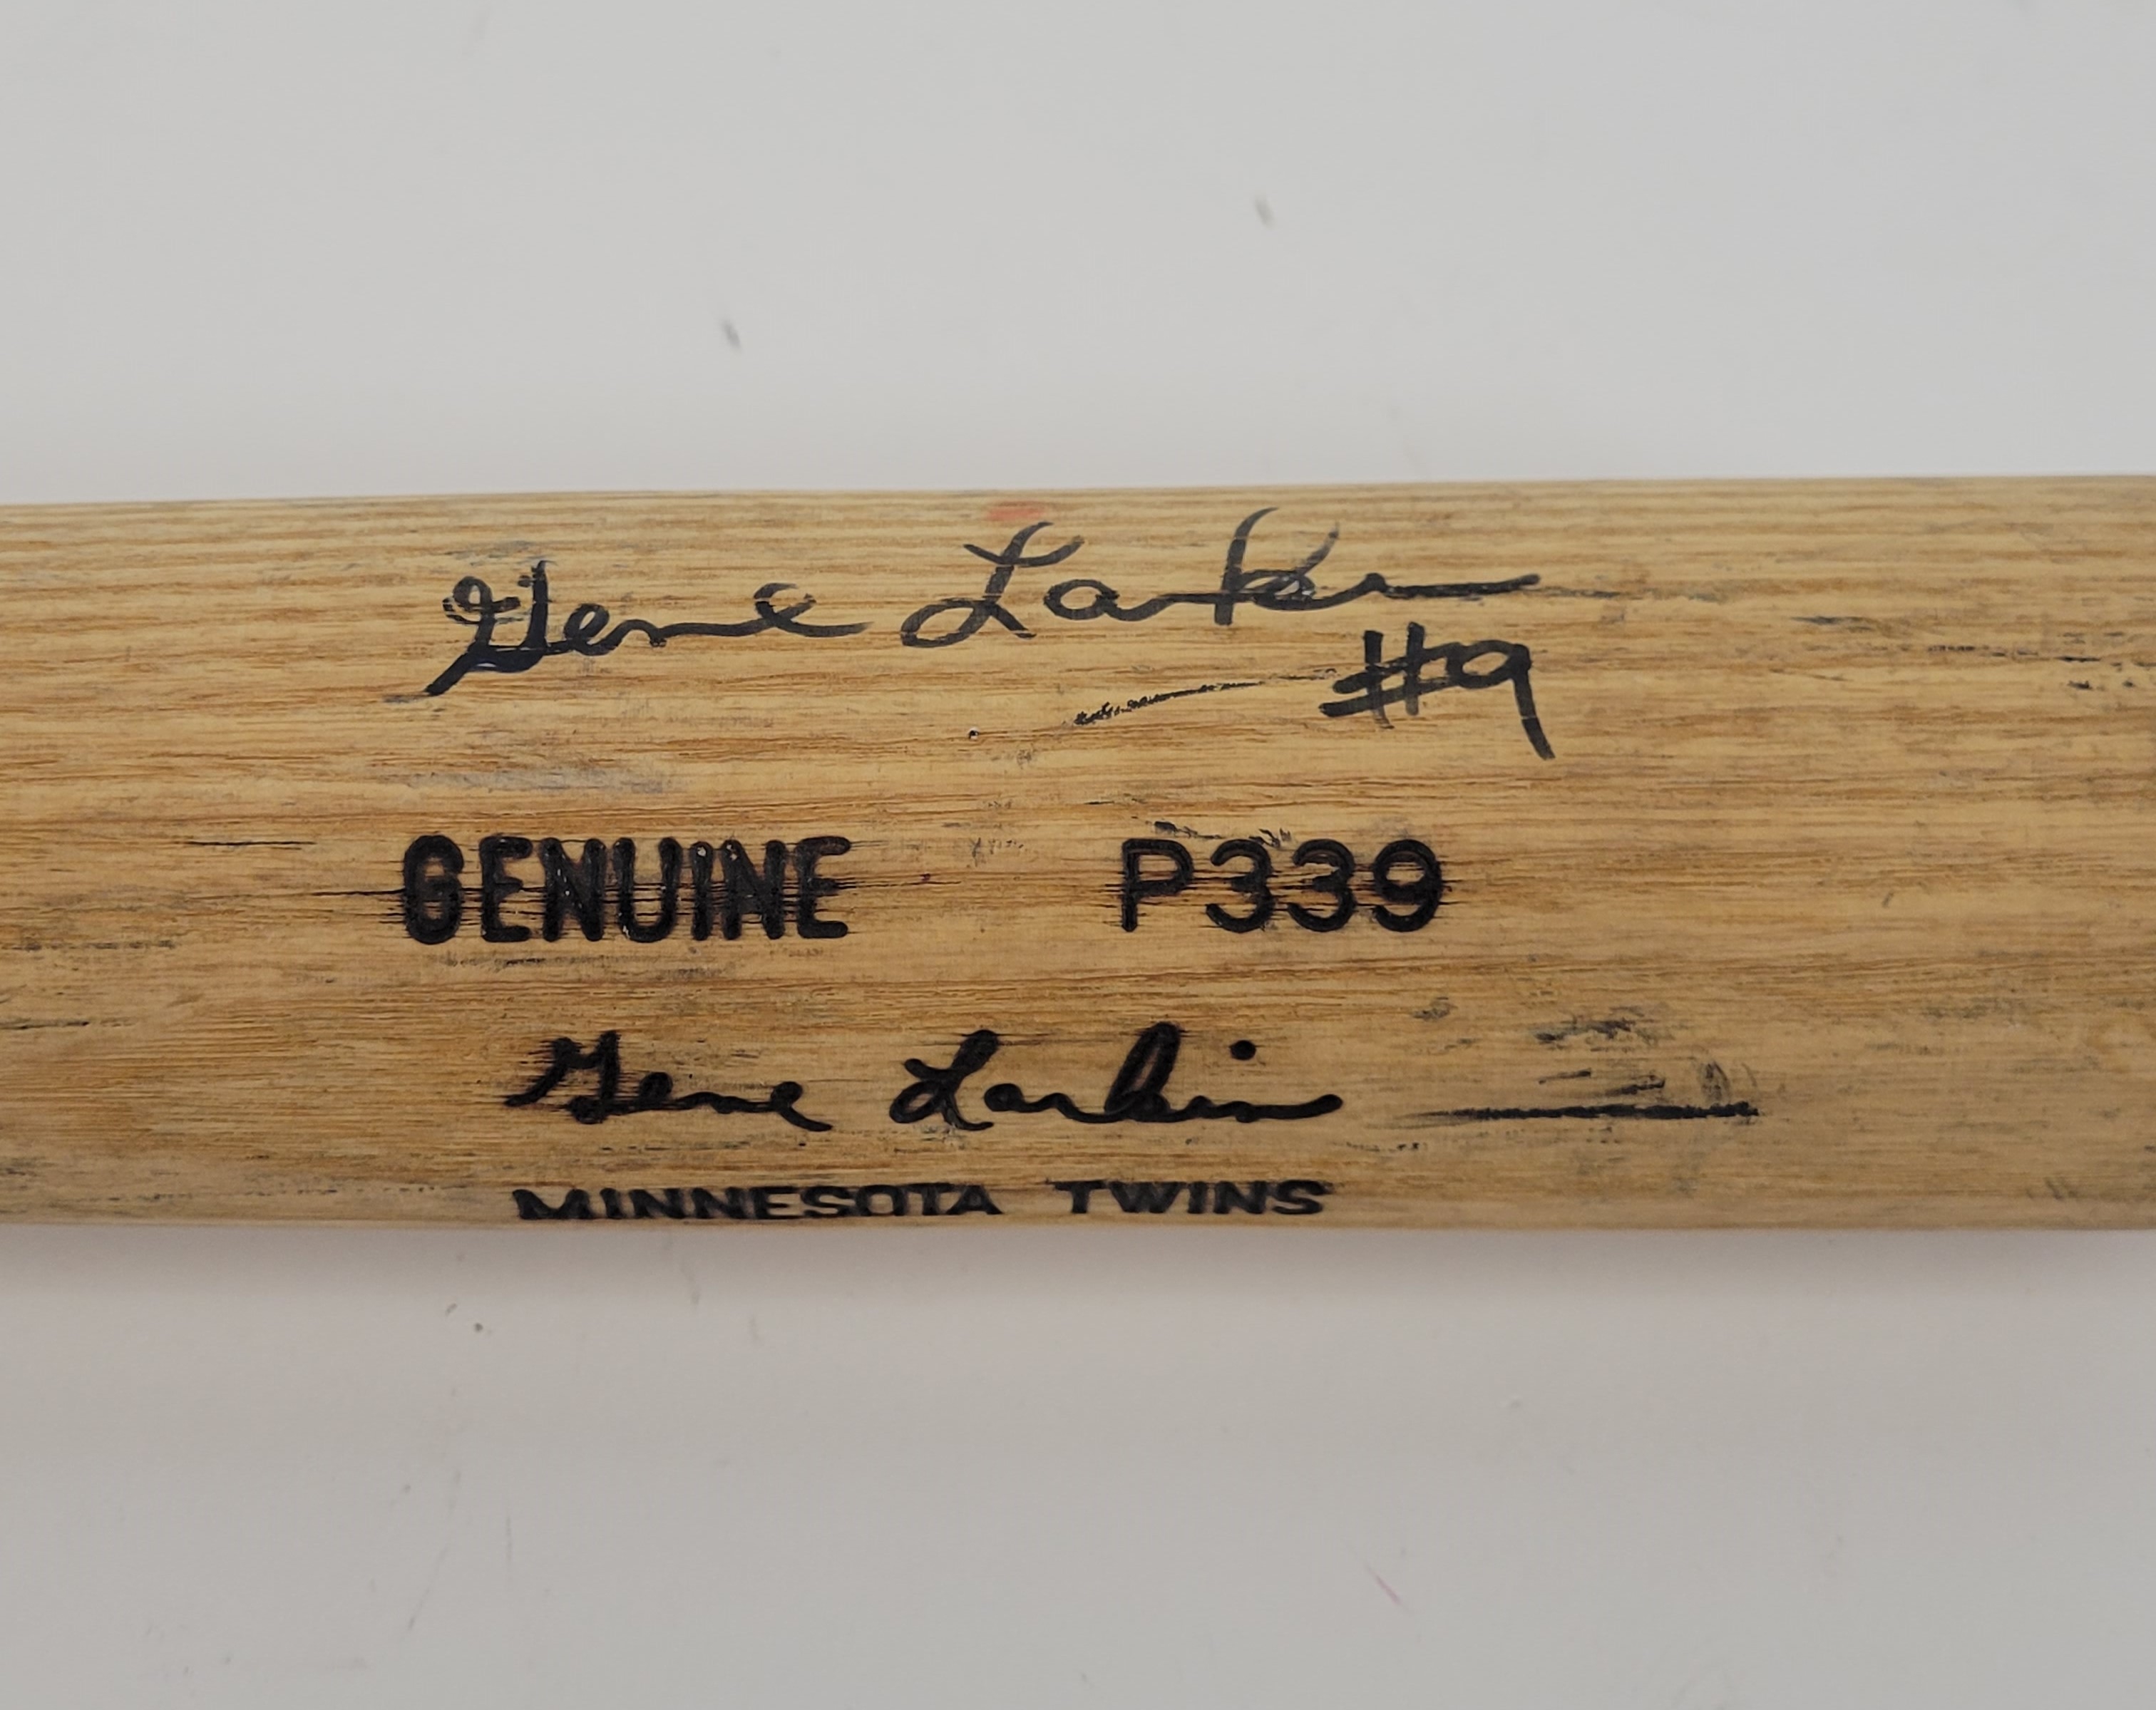 Gene Larkin
#9
GENUINE P339
Gene Larkin
MINNESOTA TWINS